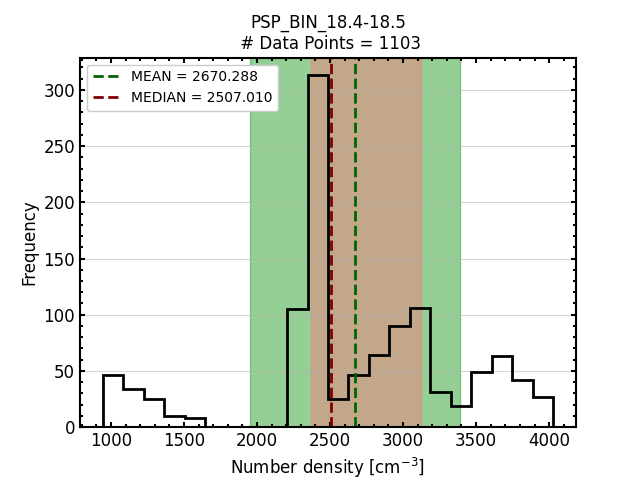 PSP_BIN_18.4-18.5
# Data Points = 1103
MEAN = 2670.288
MEDIAN = 2507.010
Frequency
300
250
200
150
100
50
0
1000 1500 2000 2500 3000 3500 4000
Number density [cm⁻³]